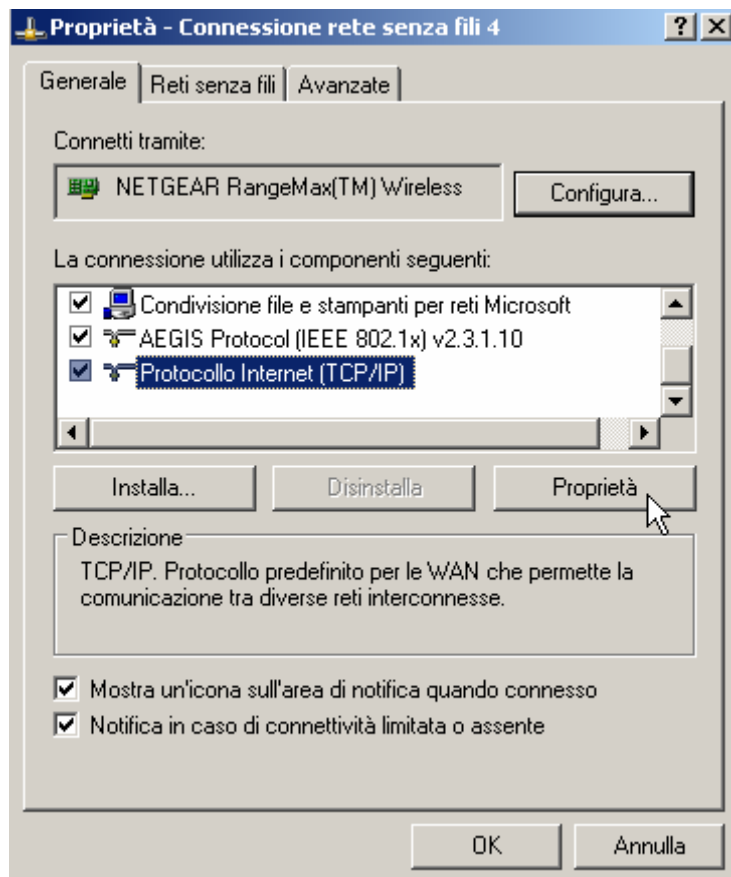 Proprietà - Connessione rete senza fili 4
Generale Reti senza fili Avanzate
Connetti tramite:
NETGEAR RangeMax(TM) Wireless Configura...
La connessione utilizza i componenti seguenti:
Condivisione file e stampanti per reti Microsoft
AEGIS Protocol (IEEE 802.1x) v2.3.1.10
Protocollo Internet (TCP/IP)
Installa... Disinstalla Proprietà
Descrizione
TCP/IP. Protocollo predefinito per le WAN che permette la
comunicazione tra diverse reti interconnesse.
Mostra un'icona sull'area di notifica quando connesso
Notifica in caso di connettività limitata o assente
OK Annulla